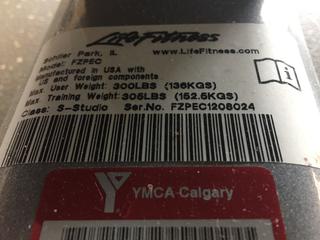 LifeFitness
Schiller Park, IL www.LifeFitness.com
Model: FZPEC
Manufactured in USA with
US and foreign components
Max. User Weight: 300LBS (136KGS)
Max. Training Weight: 305LBS (152.5KGS)
Class: S-Studio Ser.No. FZPEC1208024
YMCA Calgary